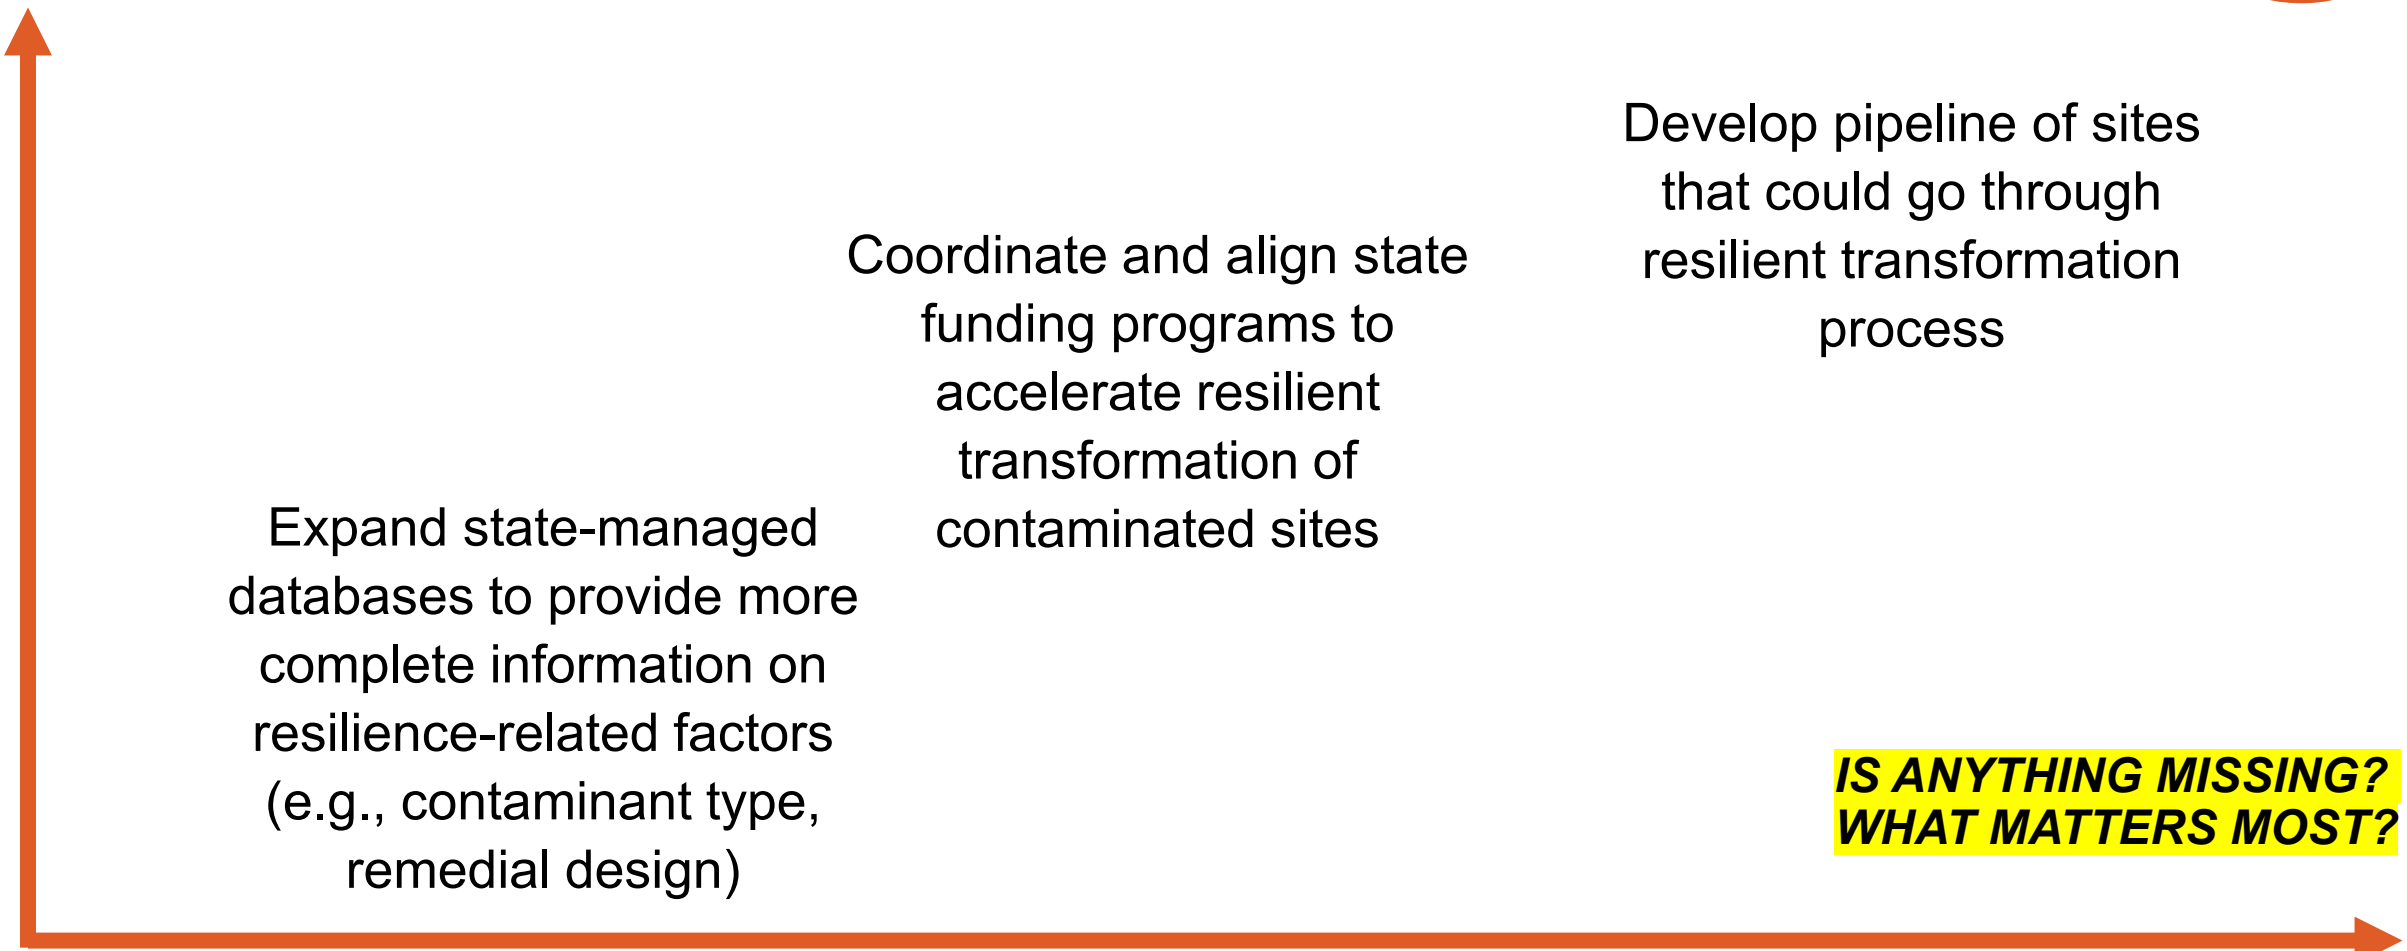 Expand state-managed
databases to provide more
complete information on
resilience-related factors
(e.g., contaminant type,
remedial design)
Coordinate and align state
funding programs to
accelerate resilient
transformation of
contaminated sites
Develop pipeline of sites
that could go through
resilient transformation
process
IS ANYTHING MISSING?
WHAT MATTERS MOST?